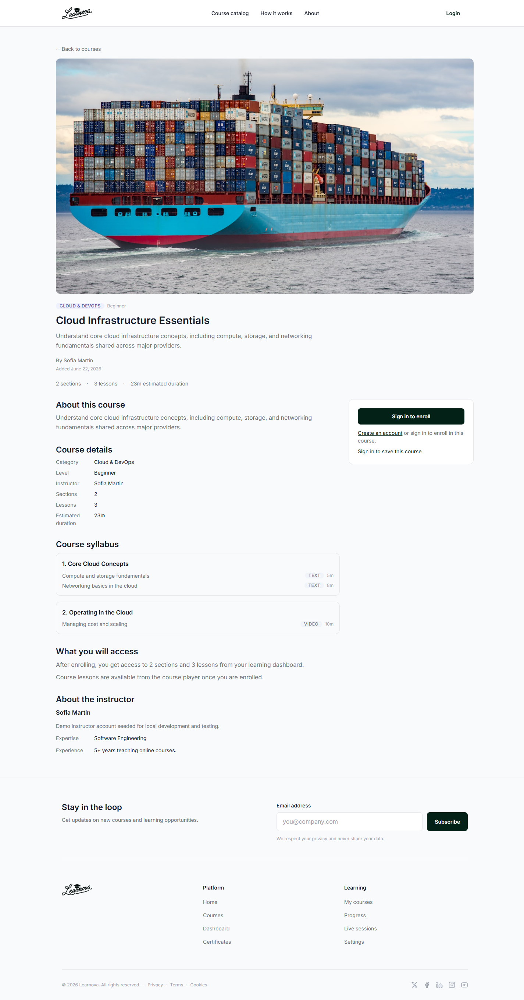 Learnova
Course catalog How it works About
Login
← Back to courses
MAERSK
CLOUD & DEVOPS Beginner
Cloud Infrastructure Essentials
Understand core cloud infrastructure concepts, including compute, storage, and networking
fundamentals shared across major providers.
By Sofia Martin
Added June 22, 2026
2 sections · 3 lessons · 23m estimated duration
About this course
Understand core cloud infrastructure concepts, including compute, storage, and networking
fundamentals shared across major providers.
Sign in to enroll
Create an account or sign in to enroll in this
course.
Sign in to save this course
Course details
Category Cloud & DevOps
Level Beginner
Instructor Sofia Martin
Sections 2
Lessons 3
Estimated 23m
duration
Course syllabus
1. Core Cloud Concepts
Compute and storage fundamentals TEXT 5m
Networking basics in the cloud TEXT 8m
2. Operating in the Cloud
Managing cost and scaling VIDEO 10m
What you will access
After enrolling, you get access to 2 sections and 3 lessons from your learning dashboard.
Course lessons are available from the course player once you are enrolled.
About the instructor
Sofia Martin
Demo instructor account seeded for local development and testing.
Expertise Software Engineering
Experience 5+ years teaching online courses.
Stay in the loop
Get updates on new courses and learning opportunities.
Email address
you@company.com
Subscribe
We respect your privacy and never share your data.
Learnova
Platform
Home
Courses
Dashboard
Certificates
Learning
My courses
Progress
Live sessions
Settings
© 2026 Learnova. All rights reserved. · Privacy · Terms · Cookies